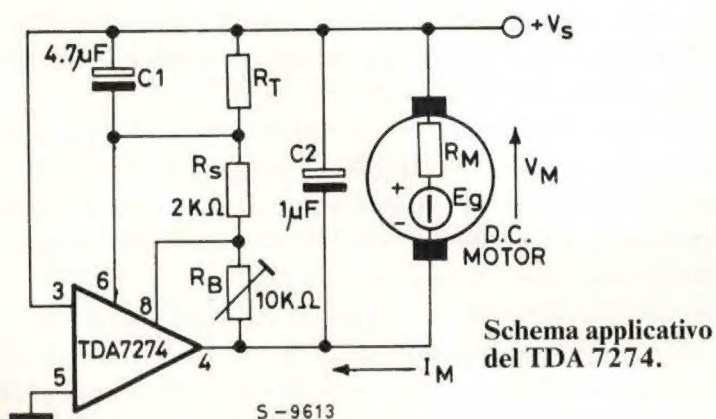 +Vs
4.7µF
C1
RT
RS
2KΩ
C2
1µF
RM
+
Eg
-
VM
D.C.
MOTOR
6
8
RB
10KΩ
3
TDA7274
4
5
IM
Schema applicativo
del TDA 7274.
S-9613